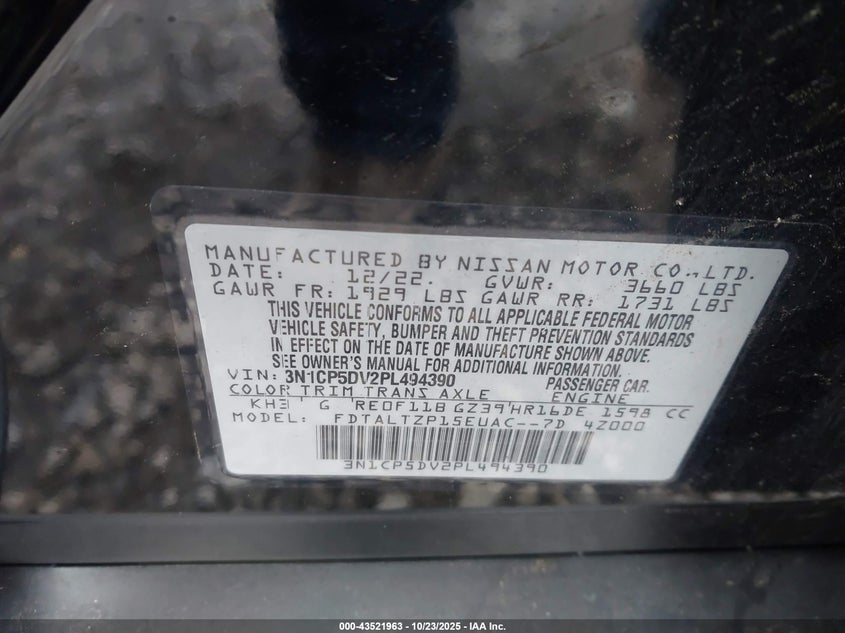 MANUFACTURED BY NISSAN MOTOR CO.,LTD.
DATE: 12/22. GVWR: 3660 LBS
GAWR FR: 1929 LBS GAWR RR: 1731 LBS
THIS VEHICLE CONFORMS TO ALL APPLICABLE FEDERAL MOTOR
VEHICLE SAFETY, BUMPER AND THEFT PREVENTION STANDARDS
IN EFFECT ON THE DATE OF MANUFACTURE SHOWN ABOVE.
SEE OWNER'S MANUAL FOR ADDITIONAL INFORMATION.
VIN: 3N1CP5DV2PL494390 PASSENGER CAR.
COLOR TRIM TRANS AXLE ENGINE
KH3 G RE0F11B GZ39 HR16DE 1598 CC
MODEL: FDTALTZP15EUAC--7D 4Z000
3N1CP5DV2PL494390
000-43521963 - 10/23/2025 - IAA Inc.